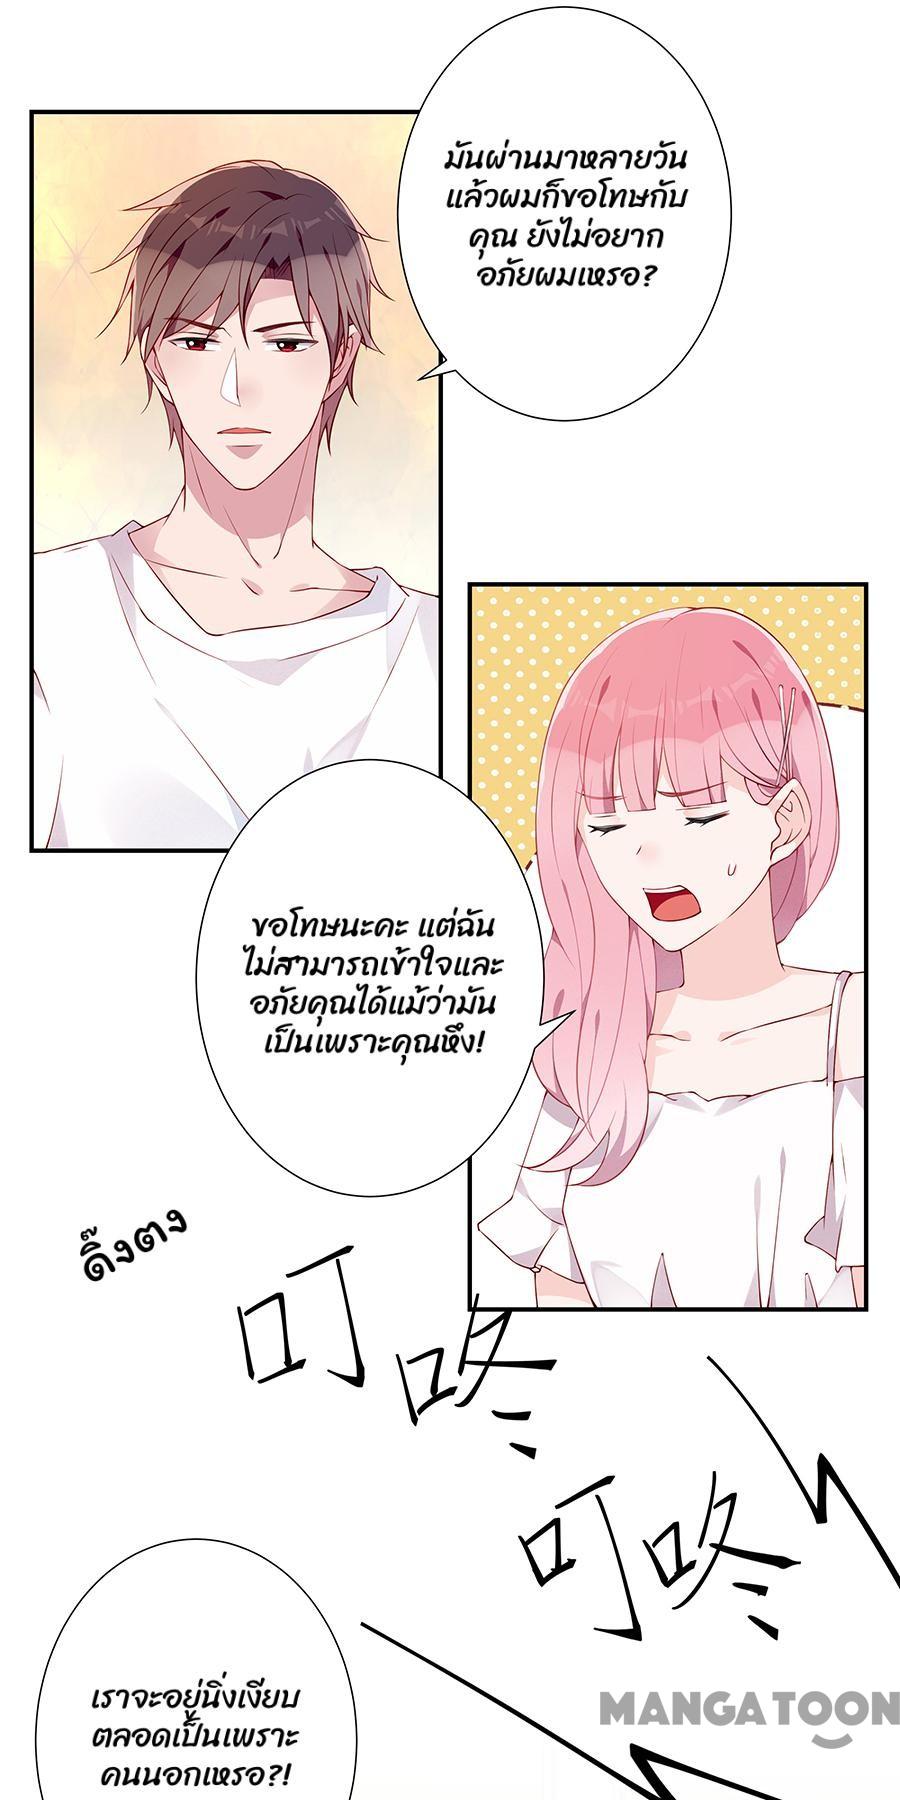 มันผ่านมาหลายวัน
แล้วผมก็ขอโทษกับ
คุณ ยังไม่อยาก
อภัยผมเหรอ?
ขอโทษนะคะ แต่ฉัน
ไม่สามารถเข้าใจและ
อภัยคุณได้แม้ว่ามัน
เป็นเพราะคุณหึง!
ติ๊งตง
叮咚
叮咚
เราจะอยู่นิ่งเงียบ
ตลอดเป็นเพราะ
คนนอกเหรอ?!
MANGATOON